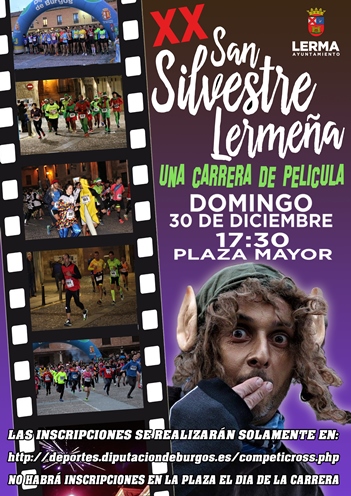 de Burgos
XX
San
Silvestre
Lermeña
LERMA
AYUNTAMIENTO
UNA CARRERA DE PELICULA
DOMINGO
30 DE DICIEMBRE
17:30
PLAZA MAYOR
LAS INSCRIPCIONES SE REALIZARÁN SOLAMENTE EN:
http://deportes.diputaciondeburgos.es/competicross.php
NO HABRÁ INSCRIPCIONES EN LA PLAZA EL DIA DE LA CARRERA